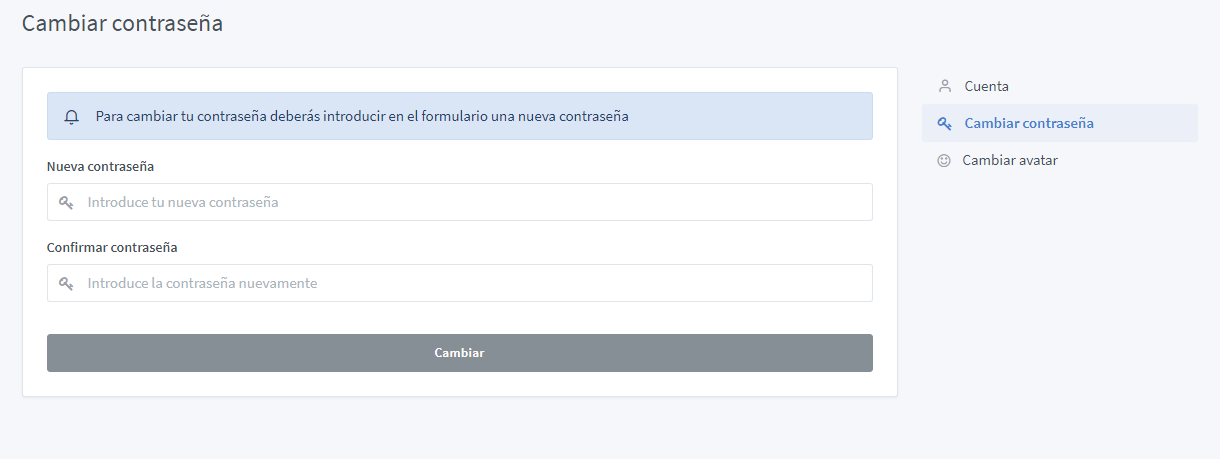 Cambiar contraseña
Para cambiar tu contraseña deberás introducir en el formulario una nueva contraseña
Nueva contraseña
Introduce tu nueva contraseña
Confirmar contraseña
Introduce la contraseña nuevamente
Cambiar
Cuenta
Cambiar contraseña
Cambiar avatar